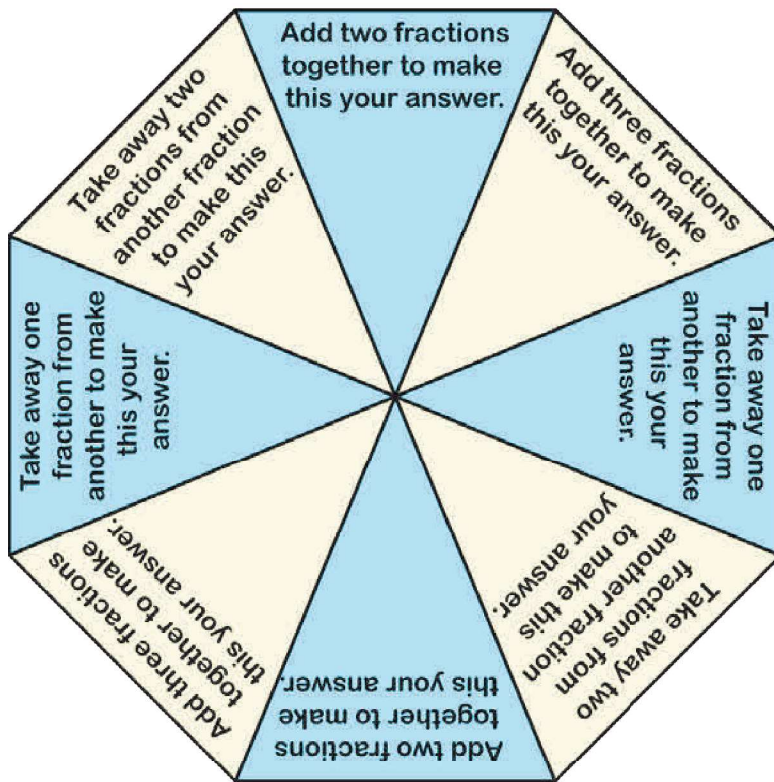 Add two fractions
together to make
this your answer.
Add three fractions
together to make
this your answer.
Take away one
fraction from
another to make
this your
answer.
Take away two
fractions from
another fraction
to make this
your answer.
Add two fractions
together to make
this your answer.
Add three fractions
together to make
this your answer.
Take away one
fraction from
another to make
this your
answer.
Take away two
fractions from
another fraction
to make this
your answer.